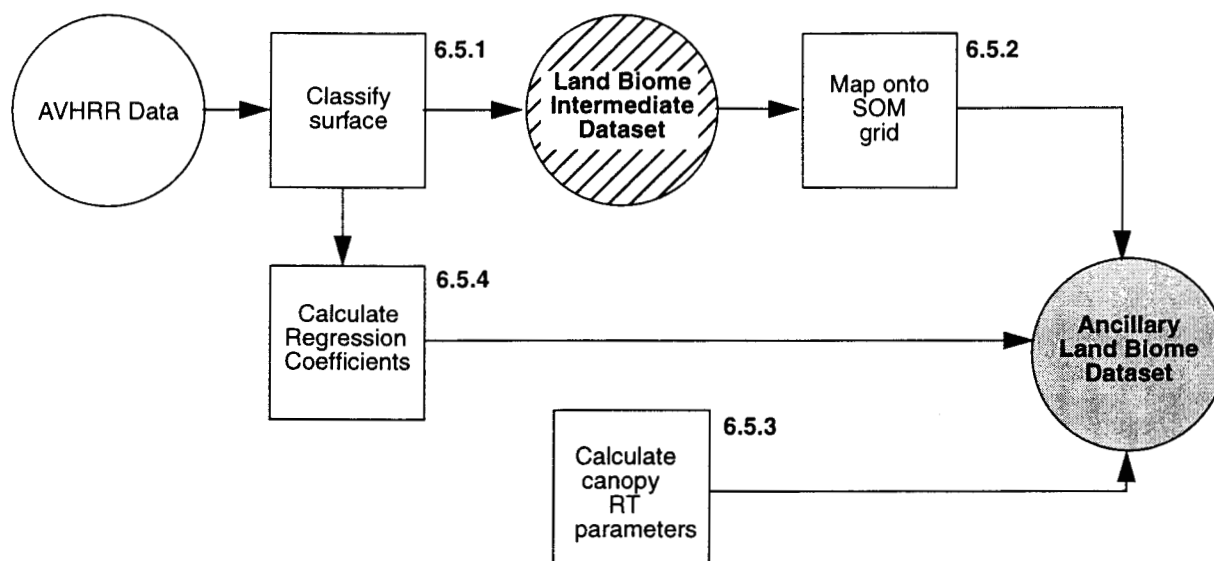 AVHRR Data
Classify
surface
6.5.1
Land Biome
Intermediate
Dataset
Map onto
SOM
grid
6.5.2
Calculate
Regression
Coefficients
6.5.4
Ancillary
Land Biome
Dataset
Calculate
canopy
RT
parameters
6.5.3